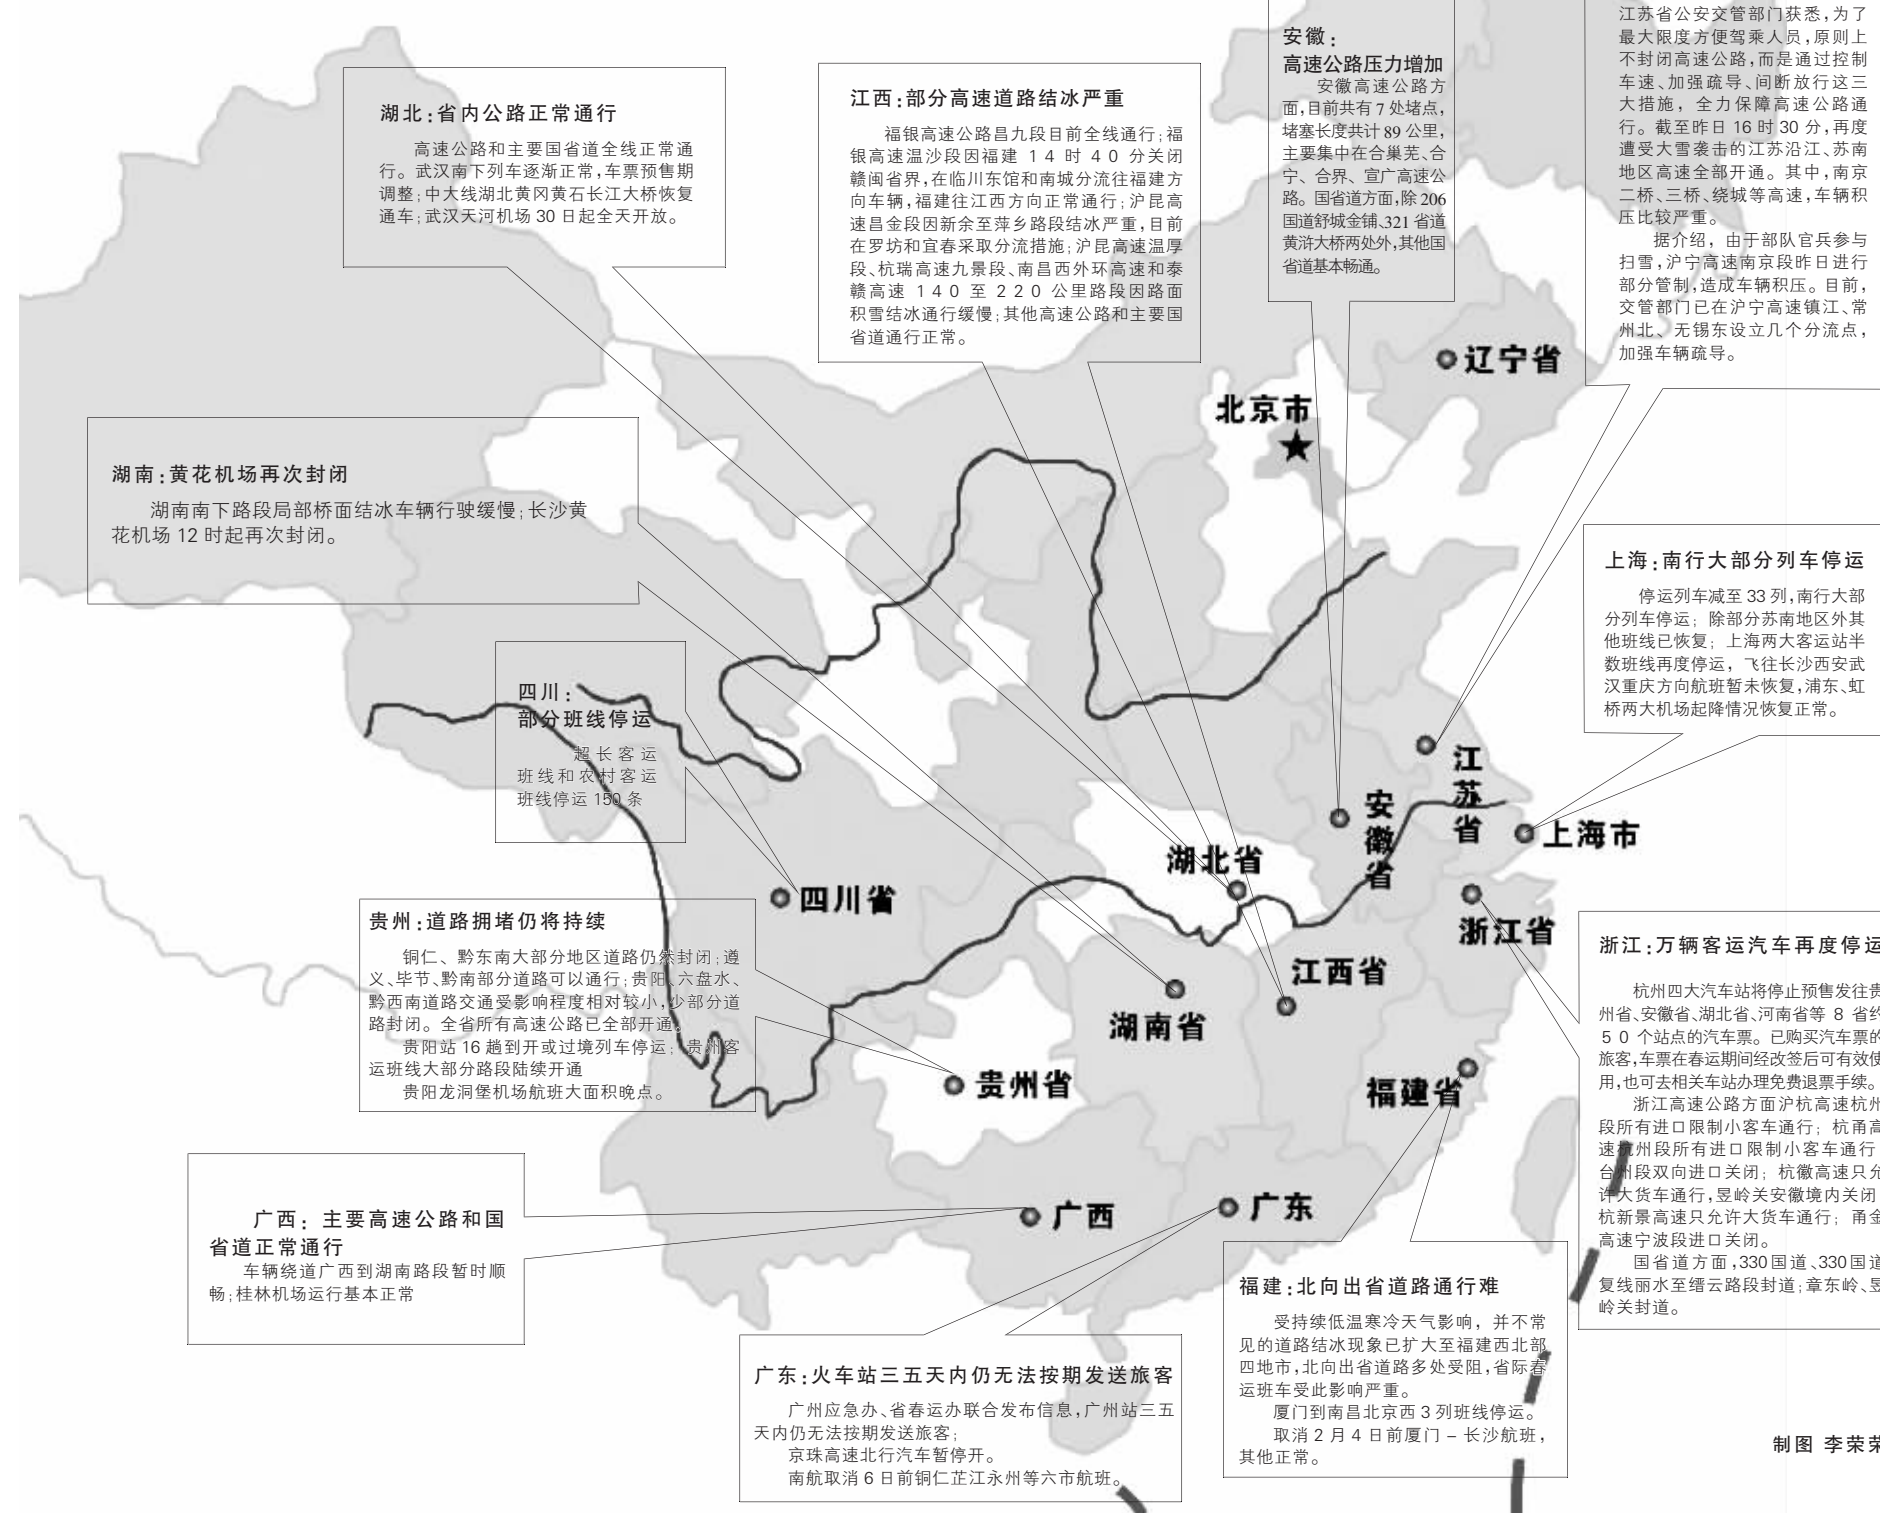 湖北：省内公路正常通行
高速公路和主要国省道全线正常通
行。武汉南下列车逐渐正常，车票预售期
调整；中大线湖北黄冈黄石长江大桥恢复
通车；武汉天河机场 30 日起全天开放。
江西：部分高速道路结冰严重
福银高速公路昌九段目前全线通行；福
银高速温沙段因福建 14 时 40 分关闭
赣闽省界，在临川东馆和南城分流往福建方
向车辆，福建往江西方向正常通行；沪昆高
速昌金段因新余至萍乡路段结冰严重，目前
在罗坊和宜春采取分流措施；沪昆高速温厚
段、杭瑞高速九景段、南昌西外环高速和泰
赣高速 140 至 220 公里路段因路面
积雪结冰通行缓慢；其他高速公路和主要国
省道通行正常。
安徽：
高速公路压力增加
安徽高速公路方
面，目前共有 7 处堵点，
堵塞长度共计 89 公里，
主要集中在合巢芜、合
宁、合界、宣广高速公
路。国省道方面，除 206
国道舒城金铺、321 省道
黄浒大桥两处外，其他国
省道基本畅通。
江苏省公安交管部门获悉，为了
最大限度方便驾乘人员，原则上
不封闭高速公路，而是通过控制
车速、加强疏导、间断放行这三
大措施，全力保障高速公路通
行。截至昨日 16 时 30 分，再度
遭受大雪袭击的江苏沿江、苏南
地区高速全部开通。其中，南京
二桥、三桥、绕城等高速，车辆积
压比较严重。
据介绍，由于部队官兵参与
扫雪，沪宁高速南京段昨日进行
部分管制，造成车辆积压。目前，
交管部门已在沪宁高速镇江、常
州北、无锡东设立几个分流点，
加强车辆疏导。
湖南：黄花机场再次封闭
湖南南下路段局部桥面结冰车辆行驶缓慢；长沙黄
花机场 12 时起再次封闭。
上海：南行大部分列车停运
停运列车减至 33 列，南行大部
分列车停运；除部分苏南地区外其
他班线已恢复；上海两大客运站半
数班线再度停运，飞往长沙西安武
汉重庆方向航班暂未恢复，浦东、虹
桥两大机场起降情况恢复正常。
四川：
部分班线停运
超长客运
班线和农村客运
班线停运 150 条
贵州：道路拥堵仍将持续
铜仁、黔东南大部分地区道路仍然封闭；遵
义、毕节、黔南部分道路可以通行；贵阳、六盘水、
黔西南道路交通受影响程度相对较小，少部分道
路封闭。全省所有高速公路已全部开通。
贵阳站 16 趟到开或过境列车停运；贵州客
运班线大部分路段陆续开通
贵阳龙洞堡机场航班大面积晚点。
浙江：万辆客运汽车再度停运
杭州四大汽车站将停止预售发往贵
州省、安徽省、湖北省、河南省等 8 省约
50 个站点的汽车票。已购买汽车票的
旅客，车票在春运期间经改签后可有效使
用，也可去相关车站办理免费退票手续。
浙江高速公路方面沪杭高速杭州
段所有进口限制小客车通行；杭甬高
速杭州段所有进口限制小客车通行
台州段双向进口关闭；杭徽高速只允
许大货车通行，昱岭关安徽境内关闭
杭新景高速只允许大货车通行；甬金
高速宁波段进口关闭。
国省道方面，330国道、330国道
复线丽水至缙云路段封道；章东岭、昱
岭关封道。
广西：主要高速公路和国
省道正常通行
车辆绕道广西到湖南路段暂时顺
畅；桂林机场运行基本正常
广东：火车站三五天内仍无法按期发送旅客
广州应急办、省春运办联合发布信息，广州站三五
天内仍无法按期发送旅客；
京珠高速北行汽车暂停开。
南航取消 6 日前铜仁芷江永州等六市航班。
福建：北向出省道路通行难
受持续低温寒冷天气影响，并不常
见的道路结冰现象已扩大至福建西北部
四地市，北向出省道路多处受阻，省际春
运班车受此影响严重。
厦门到南昌北京西 3 列班线停运。
取消 2 月 4 日前厦门－长沙航班，
其他正常。
辽宁省
北京市
江苏省
安徽省
上海市
湖北省
四川省
浙江省
江西省
湖南省
贵州省
福建省
广西
广东
制图 李荣荣